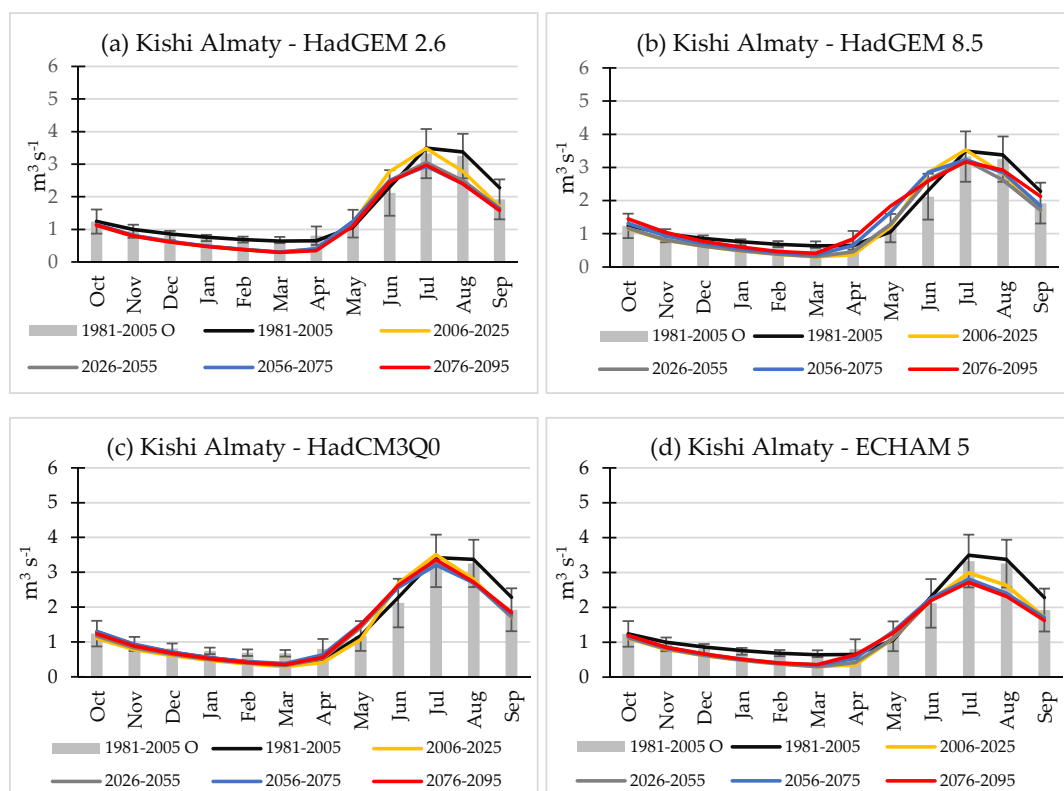 (a) Kishi Almaty - HadGEM 2.6
6
5
4
3
2
1
0
m³ s⁻¹
Oct Nov Dec Jan Feb Mar Apr May Jun Jul Aug Sep
1981-2005 O 1981-2005 2006-2025
2026-2055 2056-2075 2076-2095
(b) Kishi Almaty - HadGEM 8.5
6
5
4
3
2
1
0
m³ s⁻¹
Oct Nov Dec Jan Feb Mar Apr May Jun Jul Aug Sep
1981-2005 O 1981-2005 2006-2025
2026-2055 2056-2075 2076-2095
(c) Kishi Almaty - HadCM3Q0
6
5
4
3
2
1
0
m³ s⁻¹
Oct Nov Dec Jan Feb Mar Apr May Jun Jul Aug Sep
1981-2005 O 1981-2005 2006-2025
2026-2055 2056-2075 2076-2095
(d) Kishi Almaty - ECHAM 5
6
5
4
3
2
1
0
m³ s⁻¹
Oct Nov Dec Jan Feb Mar Apr May Jun Jul Aug Sep
1981-2005 O 1981-2005 2006-2025
2026-2055 2056-2075 2076-2095